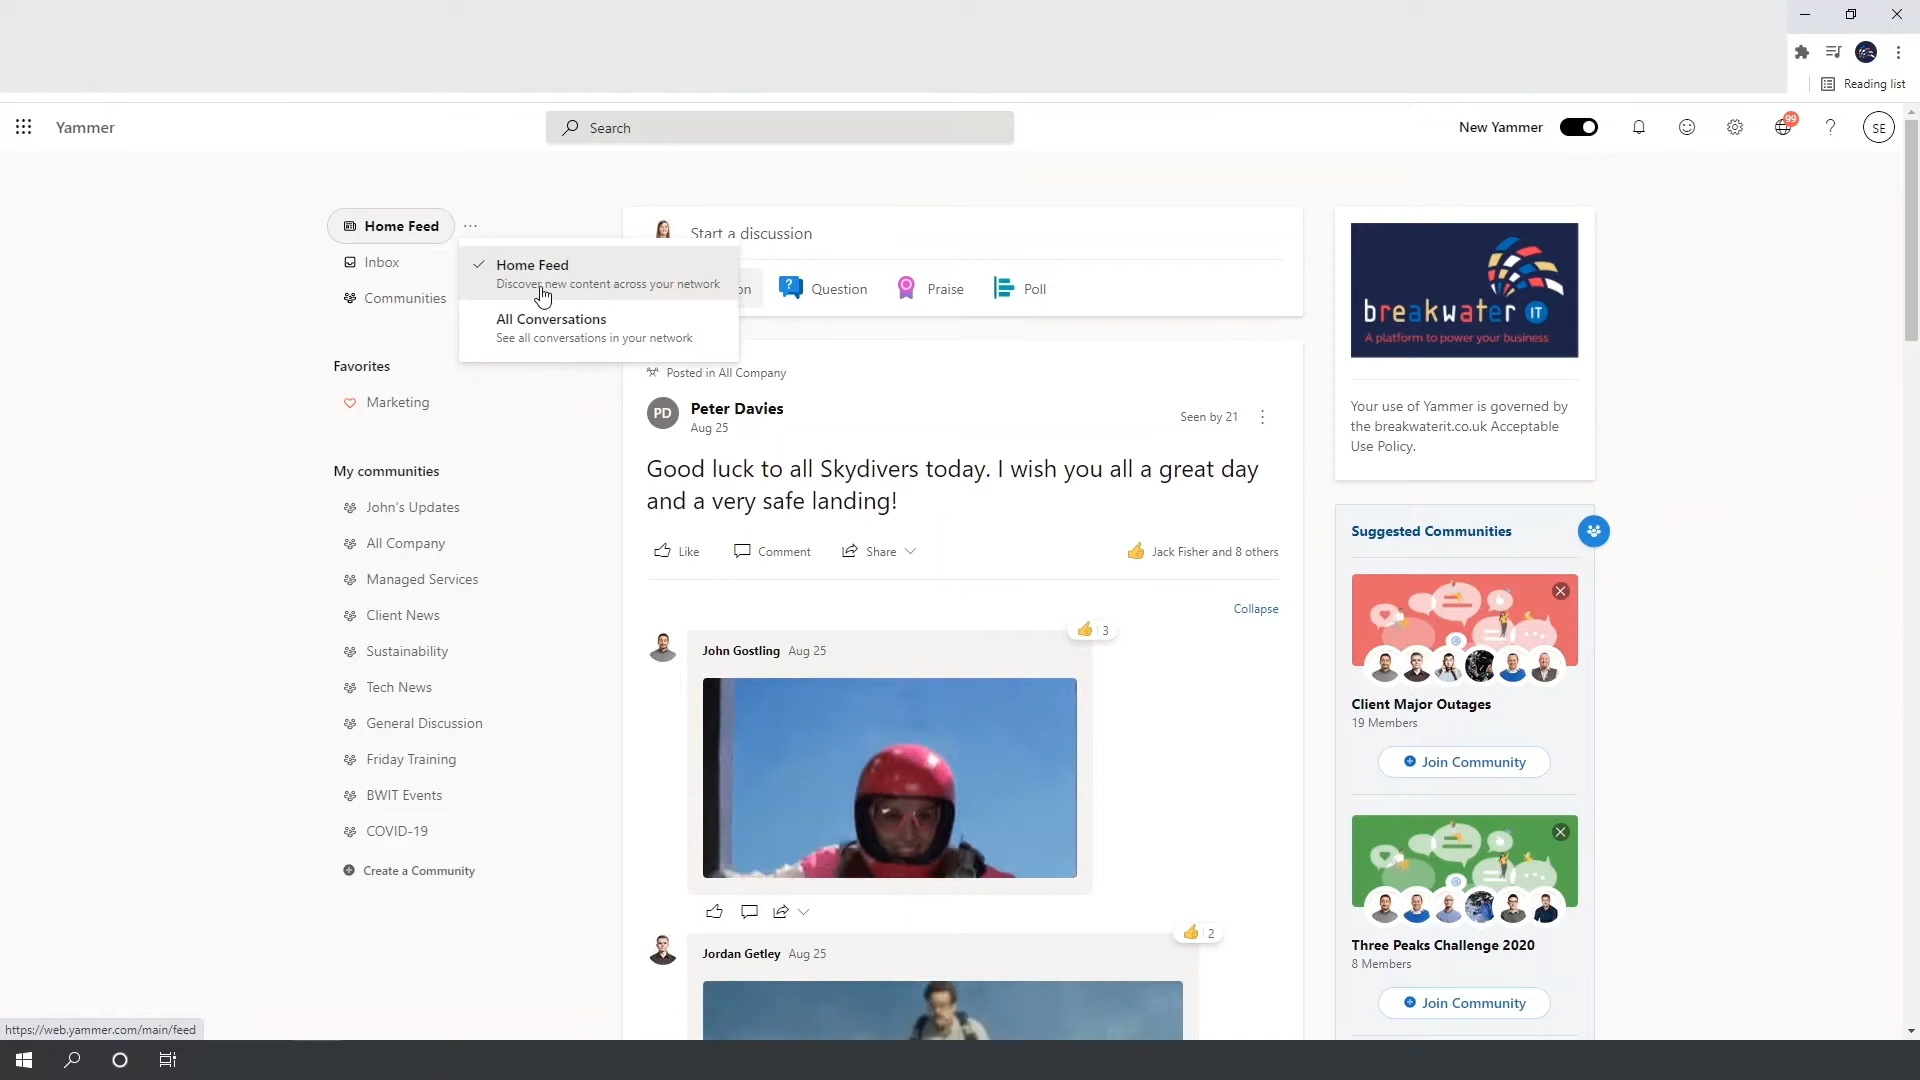 Reading list
Yammer
Search
New Yammer
99
?
SE
Home Feed
...
Inbox
Communities
Home Feed
Discover new content across your network
All Conversations
See all conversations in your network
Favorites
Marketing
My communities
John's Updates
All Company
Managed Services
Client News
Sustainability
Tech News
General Discussion
Friday Training
BWIT Events
COVID-19
Create a Community
Start a discussion
on
Question
Praise
Poll
Posted in All Company
PD
Peter Davies
Aug 25
Seen by 21
Good luck to all Skydivers today. I wish you all a great day
and a very safe landing!
Like
Comment
Share
Jack Fisher and 8 others
Collapse
John Gostling Aug 25
3
Jordan Getley Aug 25
2
breakwater IT
A platform to power your business
Your use of Yammer is governed by
the breakwaterit.co.uk Acceptable
Use Policy.
Suggested Communities
Client Major Outages
19 Members
Join Community
Three Peaks Challenge 2020
8 Members
Join Community
https://web.yammer.com/main/feed